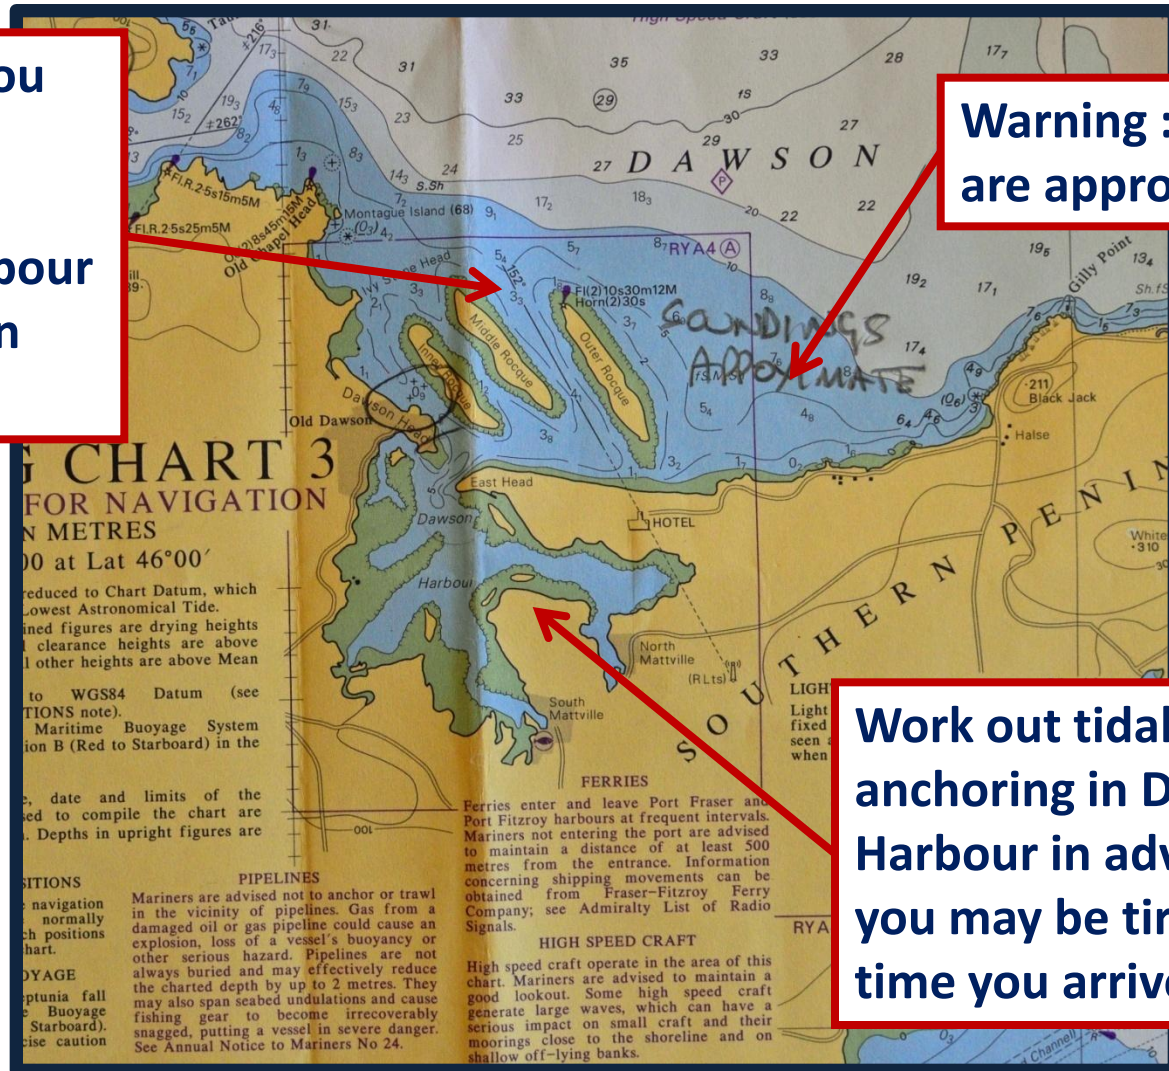 ou
bour
n
Warning :
are appro
Work out tidal
anchoring in D
Harbour in adv
you may be tir
time you arrive
DAWSON
Montague Island (68)
Old Chapel Head
Fl.R.2·5s15m5M
Fl.R.2·5s25m5M
S.Sh
fS
RYA4 A
P
Fl(2)10s30m12M
Horn(2)30s
Ivy Stone Head
152°
Middle Rocque
Inner Rocque
Outer Rocque
SOUNDINGS
APPOXIMATE
Gilly Point
Old Dawson
Dawson Head
East Head
HOTEL
211
Black Jack
Halse
White
310
Dawson
Harbour
North
Mattville
(R Lts)
South
Mattville
SOUTHERN PENIN
G CHART 3
FOR NAVIGATION
N METRES
00 at Lat 46°00′
reduced to Chart Datum, which
Lowest Astronomical Tide.
ined figures are drying heights
l clearance heights are above
l other heights are above Mean
to WGS84 Datum (see
TIONS note).
Maritime Buoyage System
ion B (Red to Starboard) in the
e, date and limits of the
sed to compile the chart are
. Depths in upright figures are
SITIONS
navigation
normally
ch positions
hart.
OYAGE
ptunia fall
Buoyage
Starboard).
cise caution
PIPELINES
Mariners are advised not to anchor or trawl
in the vicinity of pipelines. Gas from a
damaged oil or gas pipeline could cause an
explosion, loss of a vessel's buoyancy or
other serious hazard. Pipelines are not
always buried and may effectively reduce
the charted depth by up to 2 metres. They
may also span seabed undulations and cause
fishing gear to become irrecoverably
snagged, putting a vessel in severe danger.
See Annual Notice to Mariners No 24.
FERRIES
Ferries enter and leave Port Fraser and
Port Fitzroy harbours at frequent intervals.
Mariners not entering the port are advised
to maintain a distance of at least 500
metres from the entrance. Information
concerning shipping movements can be
obtained from Fraser–Fitzroy Ferry
Company; see Admiralty List of Radio
Signals.
HIGH SPEED CRAFT
High speed craft operate in the area of this
chart. Mariners are advised to maintain a
good lookout. Some high speed craft
generate large waves, which can have a
serious impact on small craft and their
moorings close to the shoreline and on
shallow off–lying banks.
LIGH
Light
fixed
seen a
when
RYA
d Channel